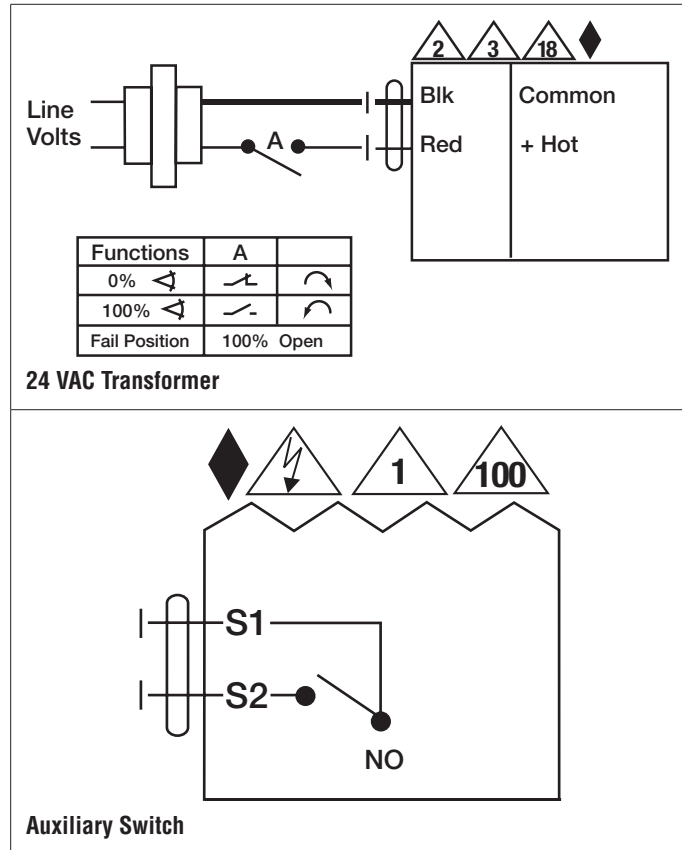 2 3 18
Line
Volts
A
Blk Common
Red + Hot
Functions A
0%
100%
Fail Position 100% Open
24 VAC Transformer
1 100
S1
S2
NO
Auxiliary Switch